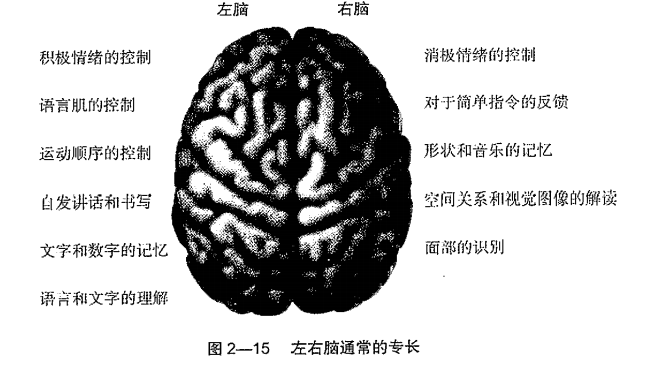 左脑 右脑
积极情绪的控制
语言肌的控制
运动顺序的控制
自发讲话和书写
文字和数字的记忆
语言和文字的理解
消极情绪的控制
对于简单指令的反馈
形状和音乐的记忆
空间关系和视觉图像的解读
面部的识别
图 2—15 左右脑通常的专长